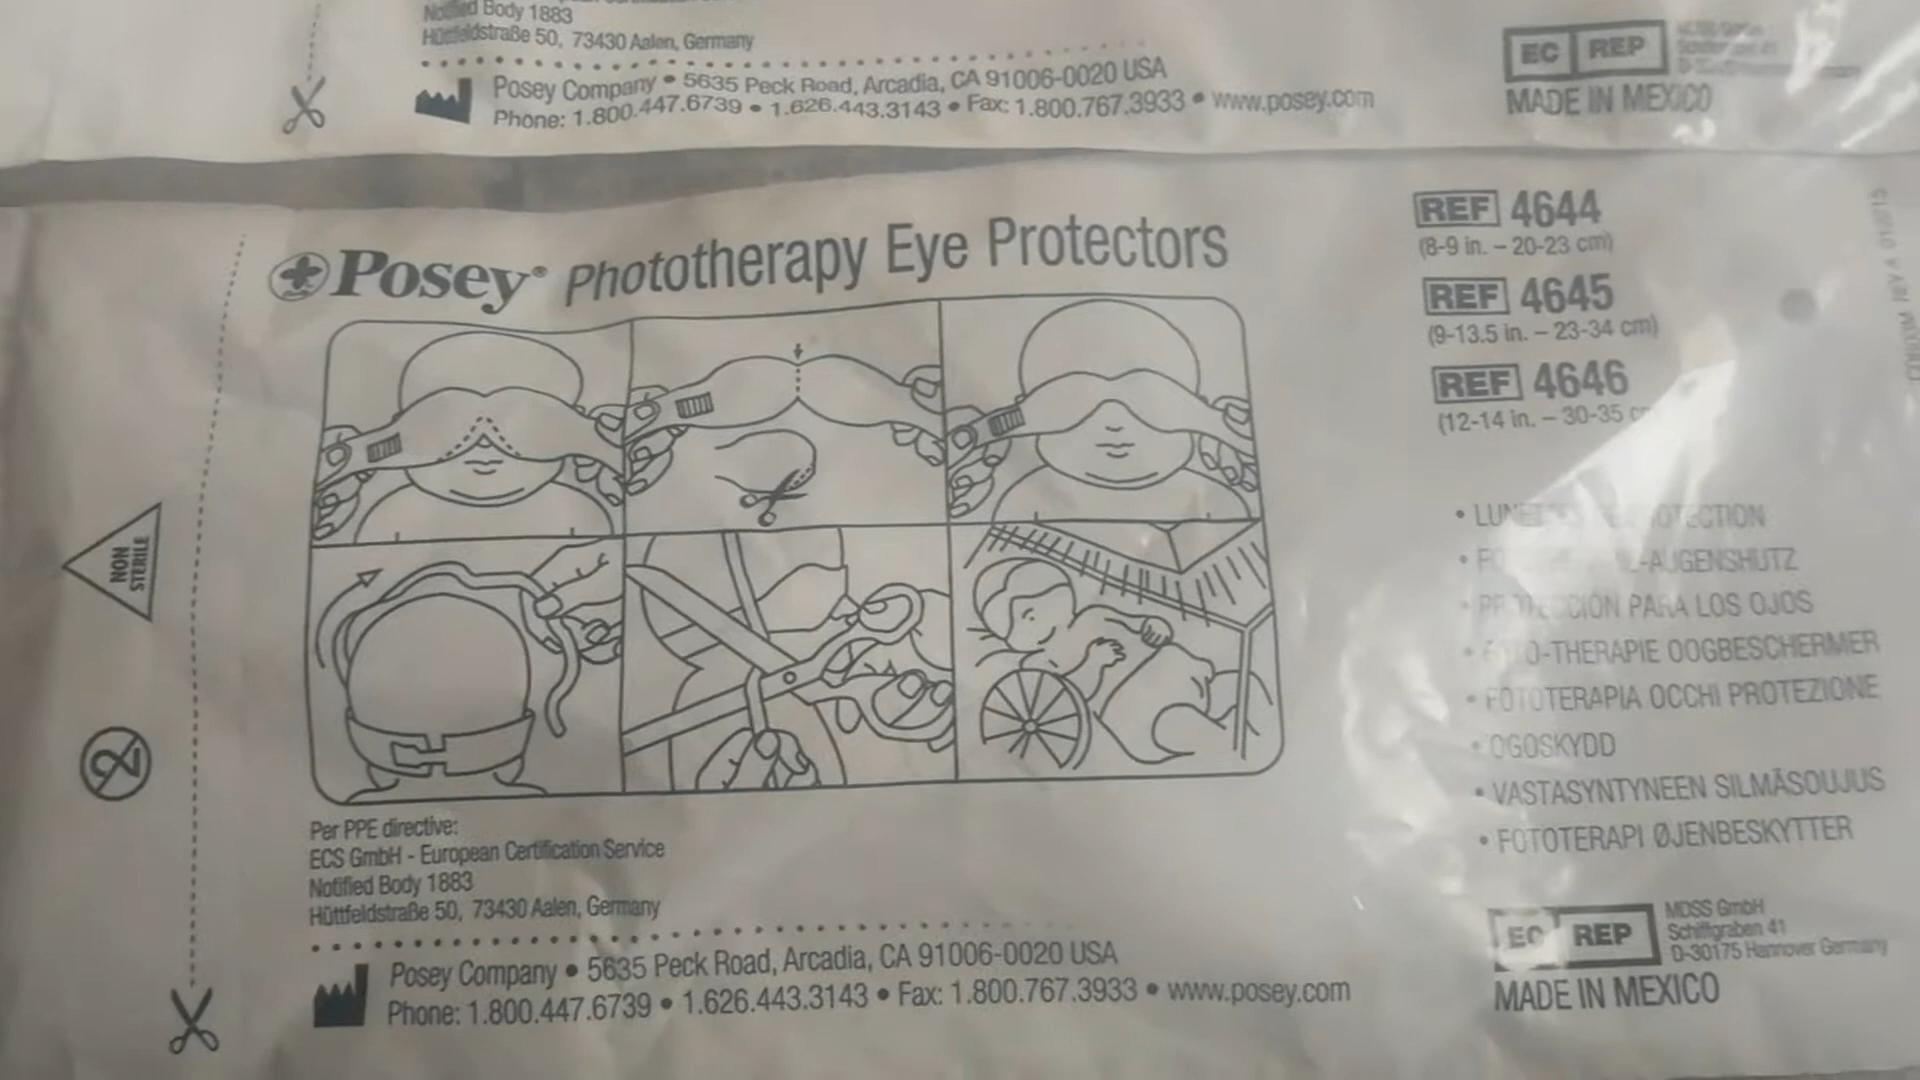 Notified Body 1883
Hüttfeldstraße 50, 73430 Aalen, Germany
Posey Company • 5635 Peck Road, Arcadia, CA 91006-0020 USA
Phone: 1.800.447.6739 • 1.626.443.3143 • Fax: 1.800.767.3933 • www.posey.com
EC REP
MADE IN MEXICO
Posey® Phototherapy Eye Protectors
REF 4644
(8-9 in. – 20-23 cm)
REF 4645
(9-13.5 in. – 23-34 cm)
REF 4646
(12-14 in. – 30-35
NON
STERILE
2
•
• -AUGENSHUTZ
• PARA LOS OJOS
• -THERAPIE OOGBESCHERMER
• FOTOTERAPIA OCCHI PROTEZIONE
• OGOSKYDD
• VASTASYNTYNEEN SILMÄSOUJUS
• FOTOTERAPI ØJENBESKYTTER
Per PPE directive:
ECS GmbH - European Certification Service
Notified Body 1883
Hüttfeldstraße 50, 73430 Aalen, Germany
Posey Company • 5635 Peck Road, Arcadia, CA 91006-0020 USA
Phone: 1.800.447.6739 • 1.626.443.3143 • Fax: 1.800.767.3933 • www.posey.com
EC REP
MDSS GmbH
Schiffgraben 41
D-30175 Hannover Germany
MADE IN MEXICO